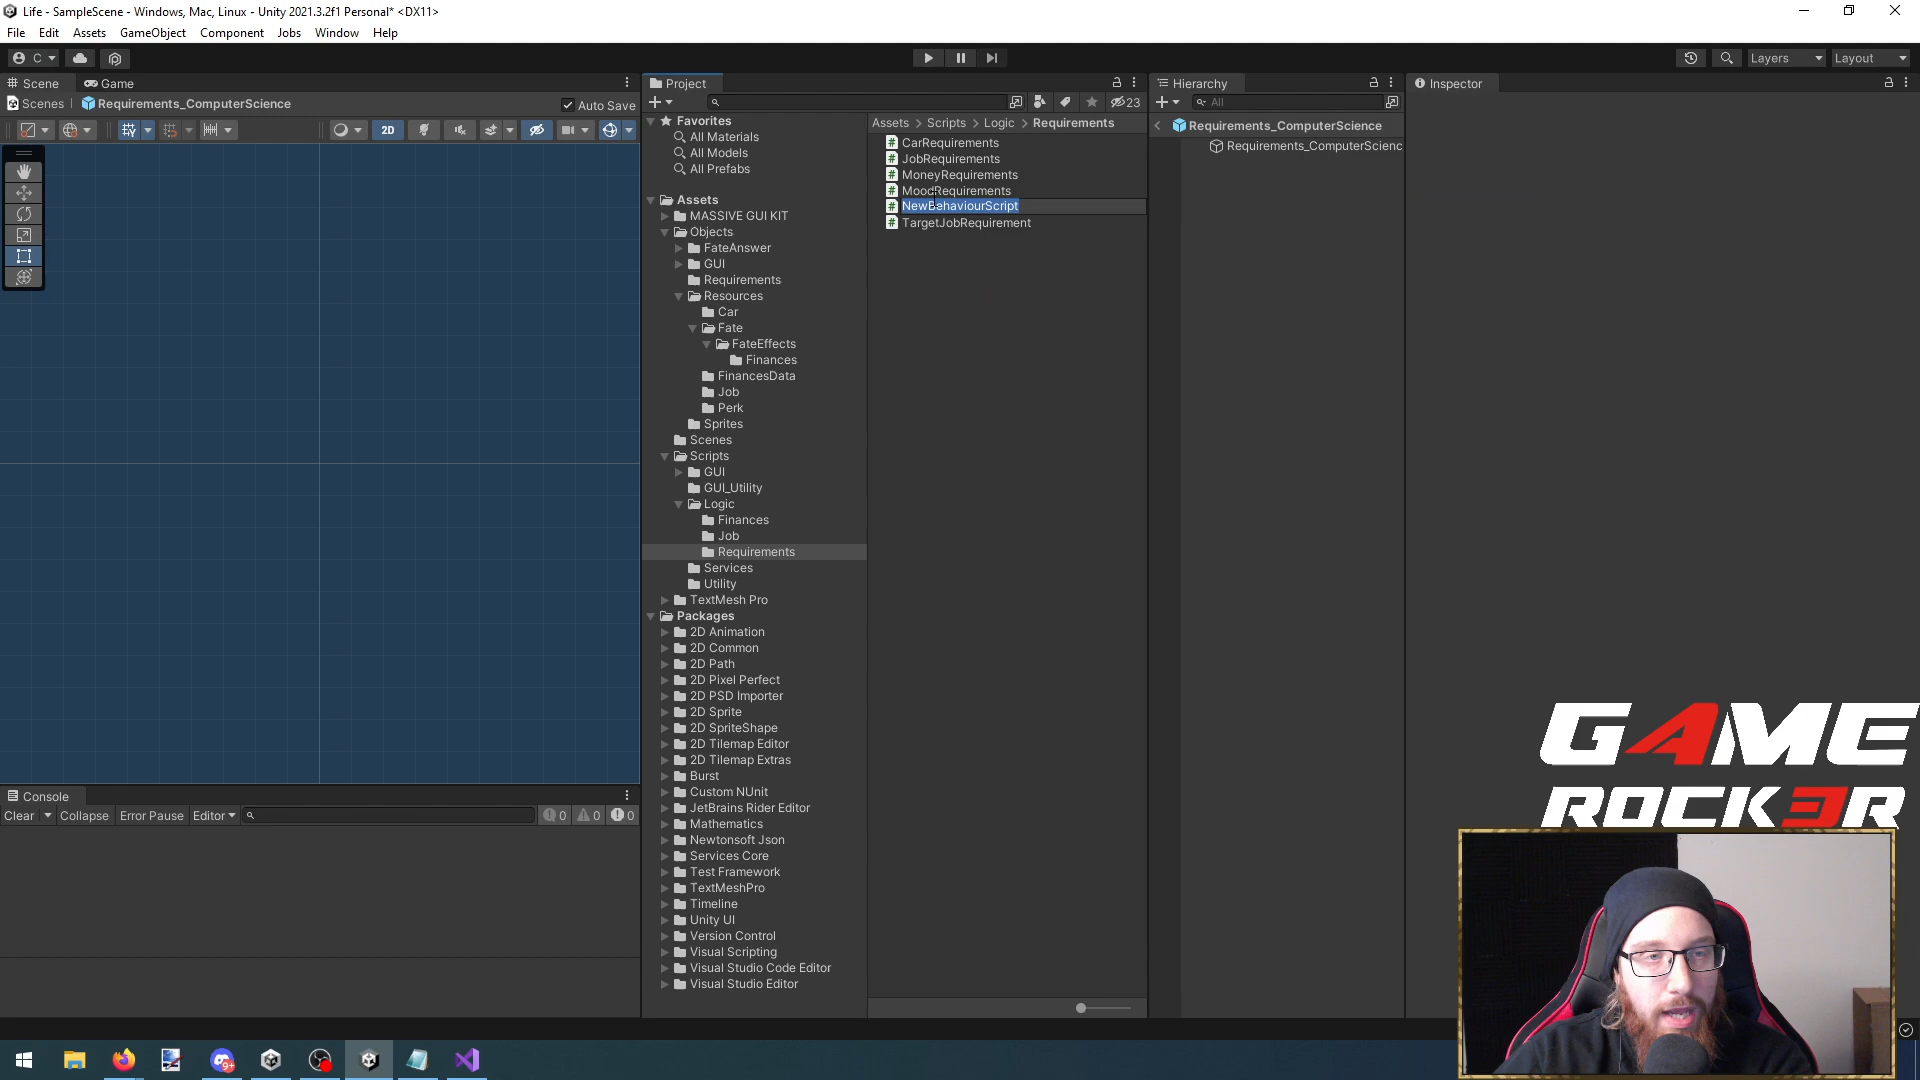 Life - SampleScene - Windows, Mac, Linux - Unity 2021.3.2f1 Personal* <DX11>
File Edit Assets GameObject Component Jobs Window Help
C Layers Layout
Scene Game
Scenes Requirements_ComputerScience Auto Save
2D
Console
Clear Collapse Error Pause Editor 0 0 0
Project
23
Favorites
All Materials
All Models
All Prefabs
Assets
MASSIVE GUI KIT
Objects
FateAnswer
GUI
Requirements
Resources
Car
Fate
FateEffects
Finances
FinancesData
Job
Perk
Sprites
Scenes
Scripts
GUI
GUI_Utility
Logic
Finances
Job
Requirements
Services
Utility
TextMesh Pro
Packages
2D Animation
2D Common
2D Path
2D Pixel Perfect
2D PSD Importer
2D Sprite
2D SpriteShape
2D Tilemap Editor
2D Tilemap Extras
Burst
Custom NUnit
JetBrains Rider Editor
Mathematics
Newtonsoft Json
Services Core
Test Framework
TextMeshPro
Timeline
Unity UI
Version Control
Visual Scripting
Visual Studio Code Editor
Visual Studio Editor
Assets > Scripts > Logic > Requirements
CarRequirements
JobRequirements
MoneyRequirements
MoodRequirements
NewBehaviourScript
TargetJobRequirement
Hierarchy
All
Requirements_ComputerScience
Requirements_ComputerScienc
Inspector
GAME
ROCK3R
9+